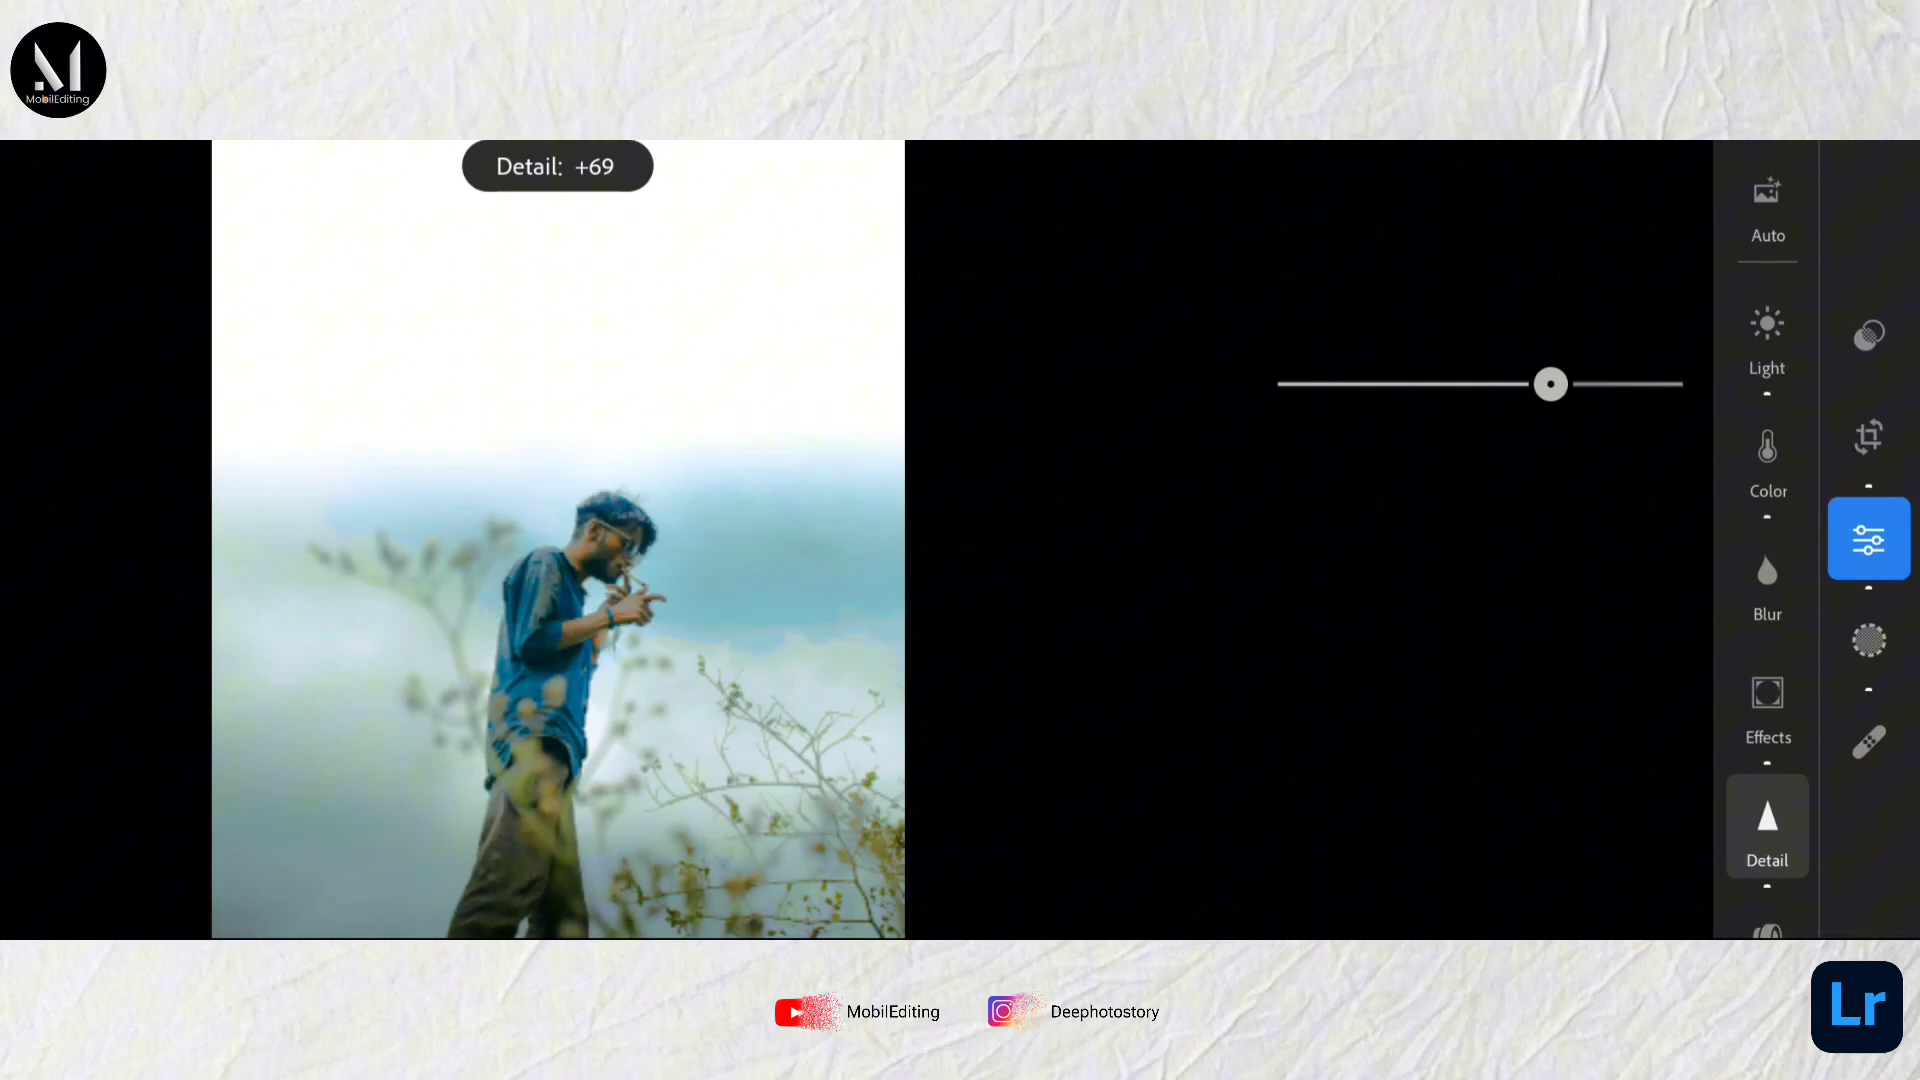 MobilEditing
Detail: +69
Auto
Light
Color
Blur
Effects
Detail
MobilEditing
Deephotostory
Lr